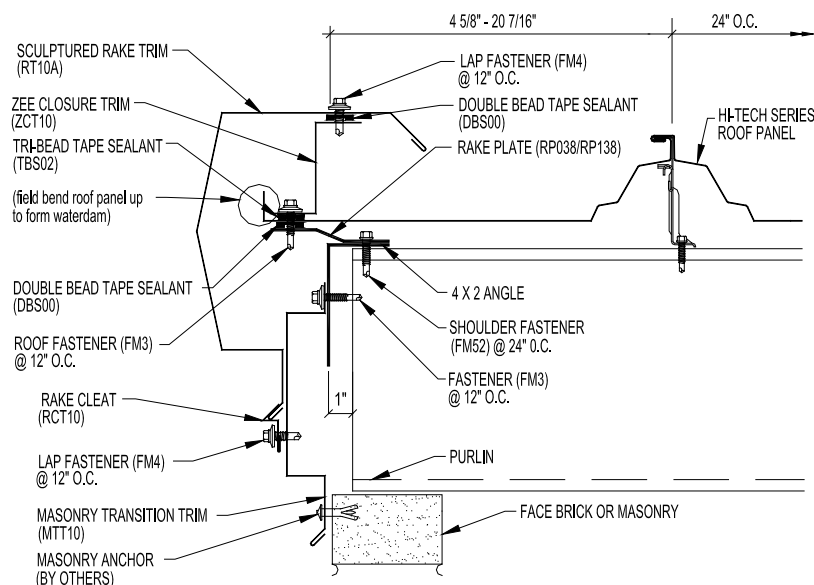 4 5/8" - 20 7/16"
24" O.C.
SCULPTURED RAKE TRIM
(RT10A)
LAP FASTENER (FM4)
@ 12" O.C.
ZEE CLOSURE TRIM
(ZCT10)
DOUBLE BEAD TAPE SEALANT
(DBS00)
HI-TECH SERIES
ROOF PANEL
TRI-BEAD TAPE SEALANT
(TBS02)
RAKE PLATE (RP038/RP138)
(field bend roof panel up
to form waterdam)
DOUBLE BEAD TAPE SEALANT
(DBS00)
4 X 2 ANGLE
ROOF FASTENER (FM3)
@ 12" O.C.
SHOULDER FASTENER
(FM52) @ 24" 0.C.
FASTENER (FM3)
@ 12" O.C.
RAKE CLEAT
(RCT10)
1"
LAP FASTENER (FM4)
@ 12" O.C.
PURLIN
MASONRY TRANSITION TRIM
(MTT10)
FACE BRICK OR MASONRY
MASONRY ANCHOR
(BY OTHERS)